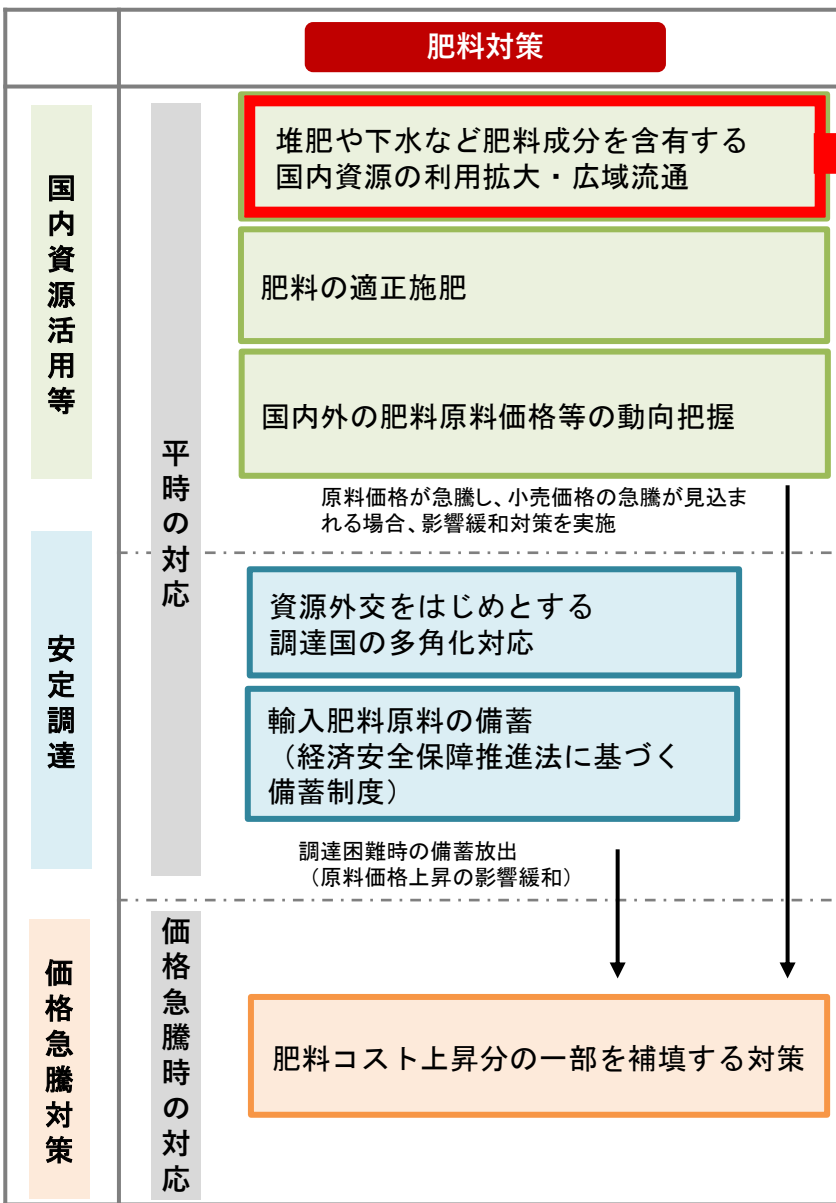 肥料対策
国内資源活用等
平時の対応
堆肥や下水など肥料成分を含有する
国内資源の利用拡大・広域流通
肥料の適正施肥
国内外の肥料原料価格等の動向把握
原料価格が急騰し、小売価格の急騰が見込ま
れる場合、影響緩和対策を実施
安定調達
資源外交をはじめとする
調達国の多角化対応
輸入肥料原料の備蓄
（経済安全保障推進法に基づく
備蓄制度）
調達困難時の備蓄放出
（原料価格上昇の影響緩和）
価格急騰対策
価格急騰時の対応
肥料コスト上昇分の一部を補填する対策